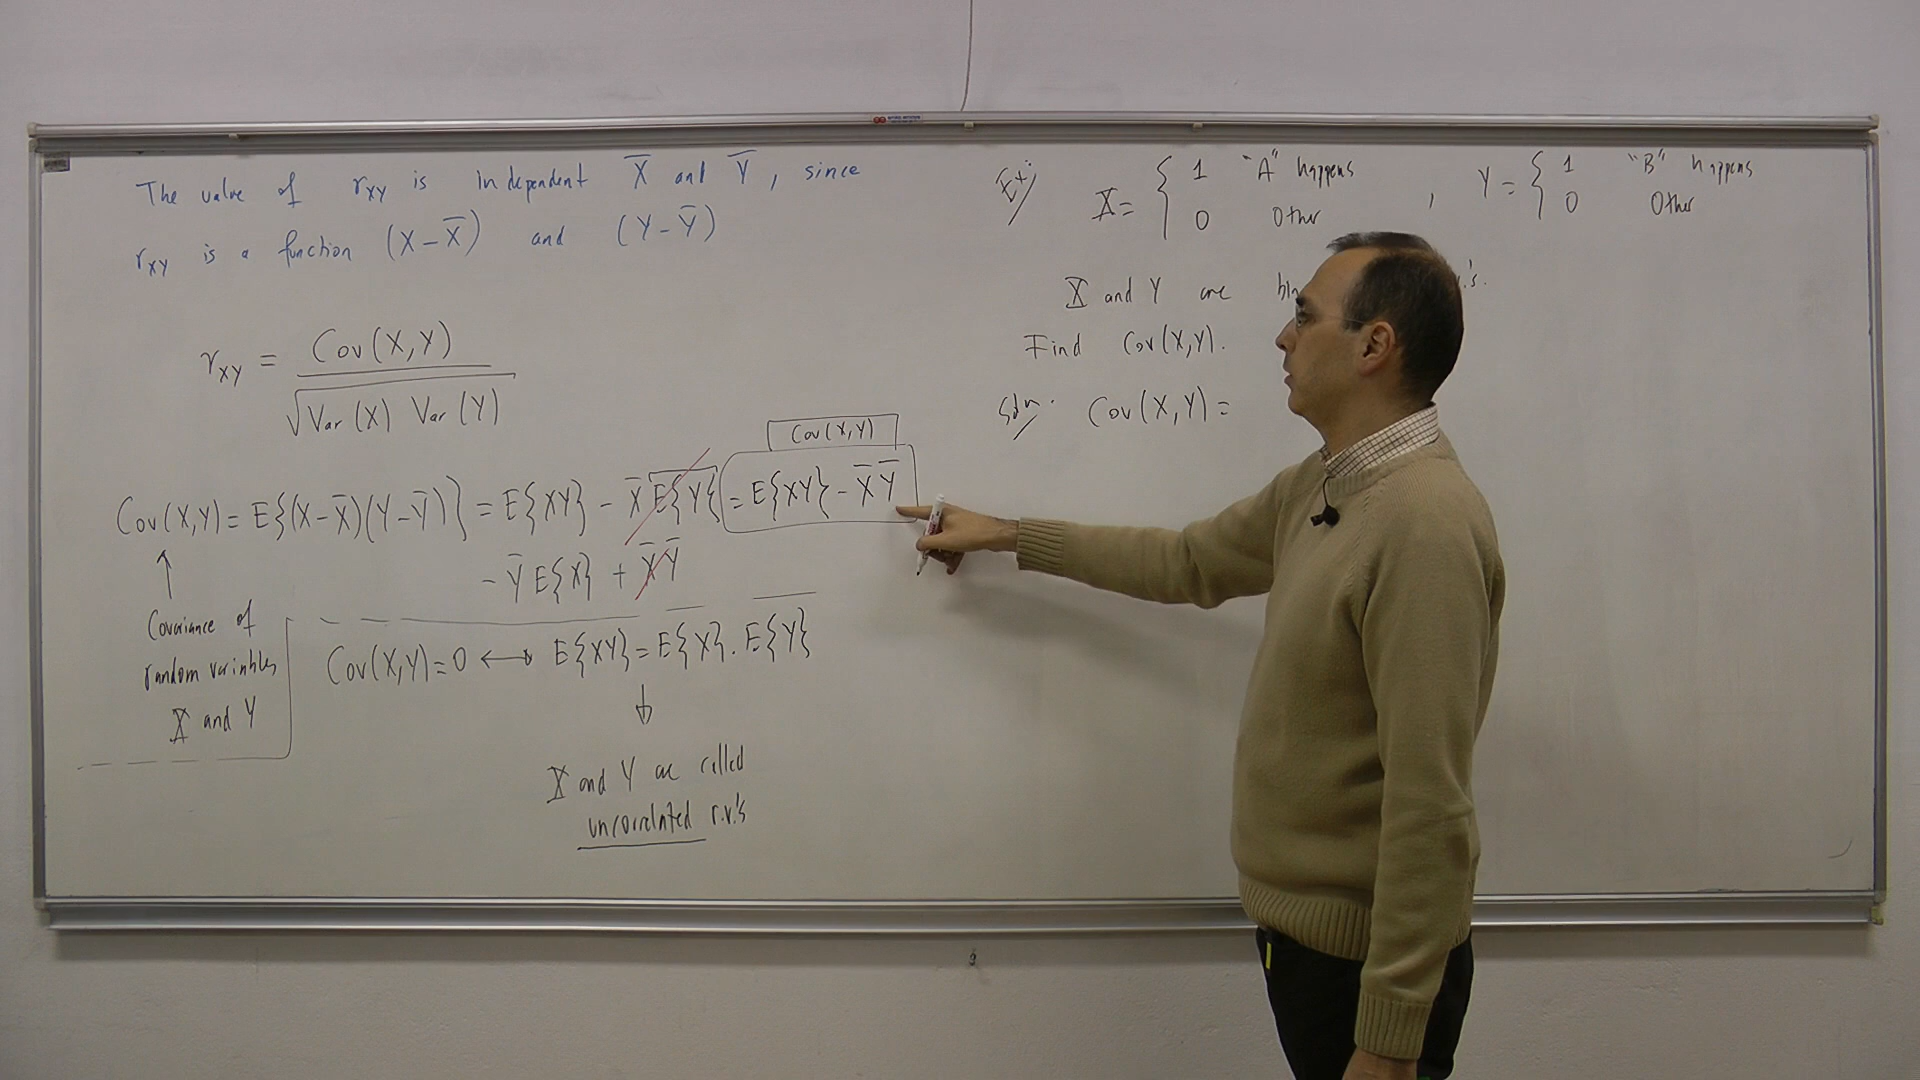 The value of r_XY is independent X̅ and Y̅, since
r_XY is a function (X-X̅) and (Y-Y̅)
r_XY = Cov(X,Y) / √Var(X) Var(Y)
Cov(X,Y)
Cov(X,Y) = E{(X-X̅)(Y-Y̅)} = E{XY} - X̅ E{Y} = E{XY} - X̅ Y̅
- Y̅ E{X} + X̅ Y̅
↑
Covariance of
random variables
X and Y
Cov(X,Y)=0 ↔ E{XY} = E{X}. E{Y}
↓
X and Y are called
uncorrelated r.v.'s
Ex: X = { 1 "A" happens , Y = { 1 "B" happens
0 Other 0 Other
X and Y are 's.
Find Cov(X,Y).
Soln. Cov(X,Y) =